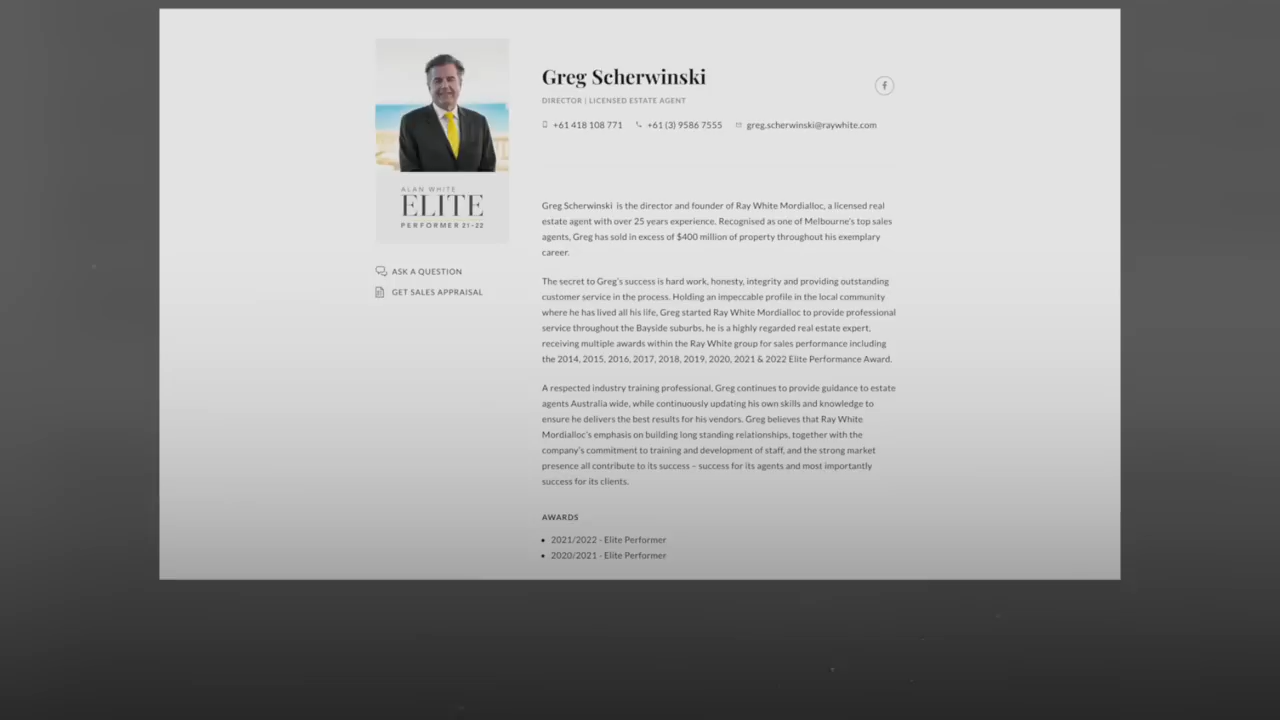 Greg Scherwinski
DIRECTOR | LICENSED ESTATE AGENT
+61 418 108 771 +61 (3) 9586 7555 greg.scherwinski@raywhite.com
ALAN WHITE
ELITE
PERFORMER 21-22
ASK A QUESTION
GET SALES APPRAISAL
Greg Scherwinski is the director and founder of Ray White Mordialloc, a licensed real
estate agent with over 25 years experience. Recognised as one of Melbourne's top sales
agents, Greg has sold in excess of $400 million of property throughout his exemplary
career.
The secret to Greg's success is hard work, honesty, integrity and providing outstanding
customer service in the process. Holding an impeccable profile in the local community
where he has lived all his life, Greg started Ray White Mordialloc to provide professional
service throughout the Bayside suburbs, he is a highly regarded real estate expert,
receiving multiple awards within the Ray White group for sales performance including
the 2014, 2015, 2016, 2017, 2018, 2019, 2020, 2021 & 2022 Elite Performance Award.
A respected industry training professional, Greg continues to provide guidance to estate
agents Australia wide, while continuously updating his own skills and knowledge to
ensure he delivers the best results for his vendors. Greg believes that Ray White
Mordialloc's emphasis on building long standing relationships, together with the
company's commitment to training and development of staff, and the strong market
presence all contribute to its success – success for its agents and most importantly
success for its clients.
AWARDS
• 2021/2022 - Elite Performer
• 2020/2021 - Elite Performer